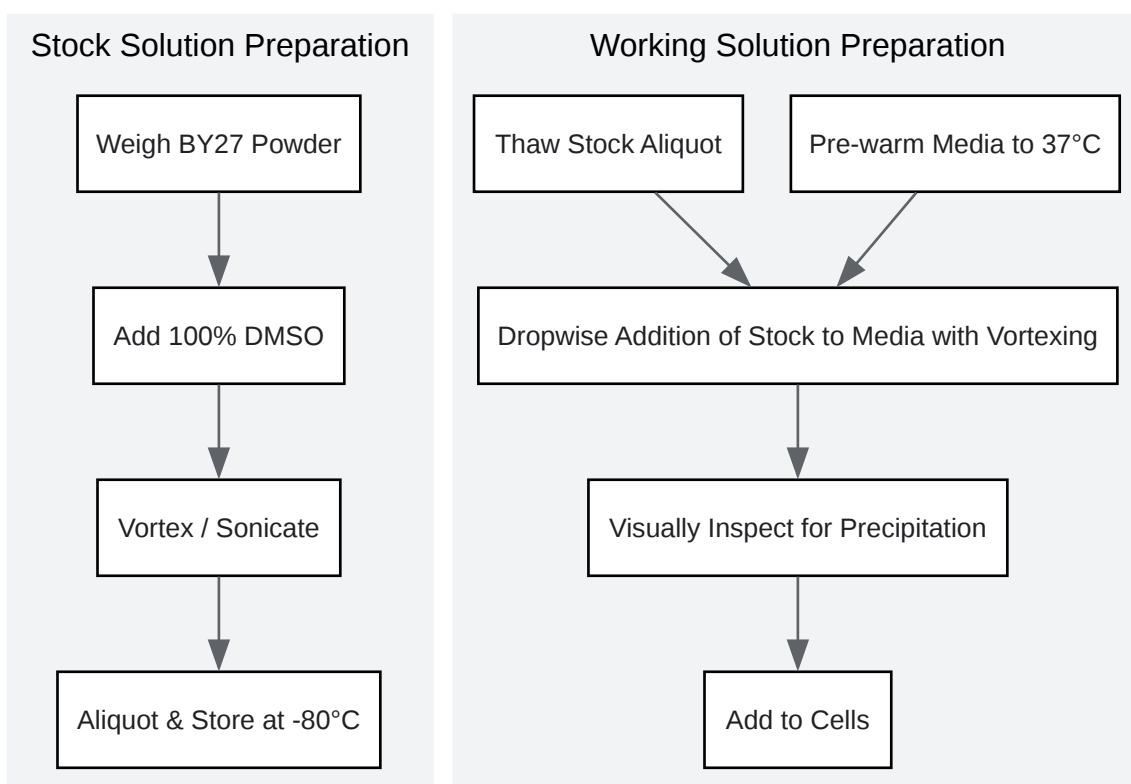 Stock Solution Preparation
Weigh BY27 Powder
Add 100% DMSO
Vortex / Sonicate
Aliquot & Store at -80°C
Working Solution Preparation
Thaw Stock Aliquot
Pre-warm Media to 37°C
Dropwise Addition of Stock to Media with Vortexing
Visually Inspect for Precipitation
Add to Cells